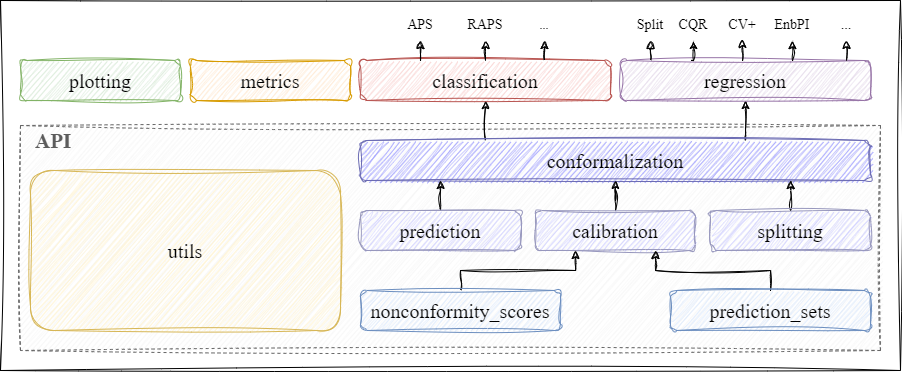 APS RAPS ... Split CQR CV+ EnbPI ...
plotting metrics classification regression
API
conformalization
prediction calibration splitting
utils
nonconformity_scores prediction_sets